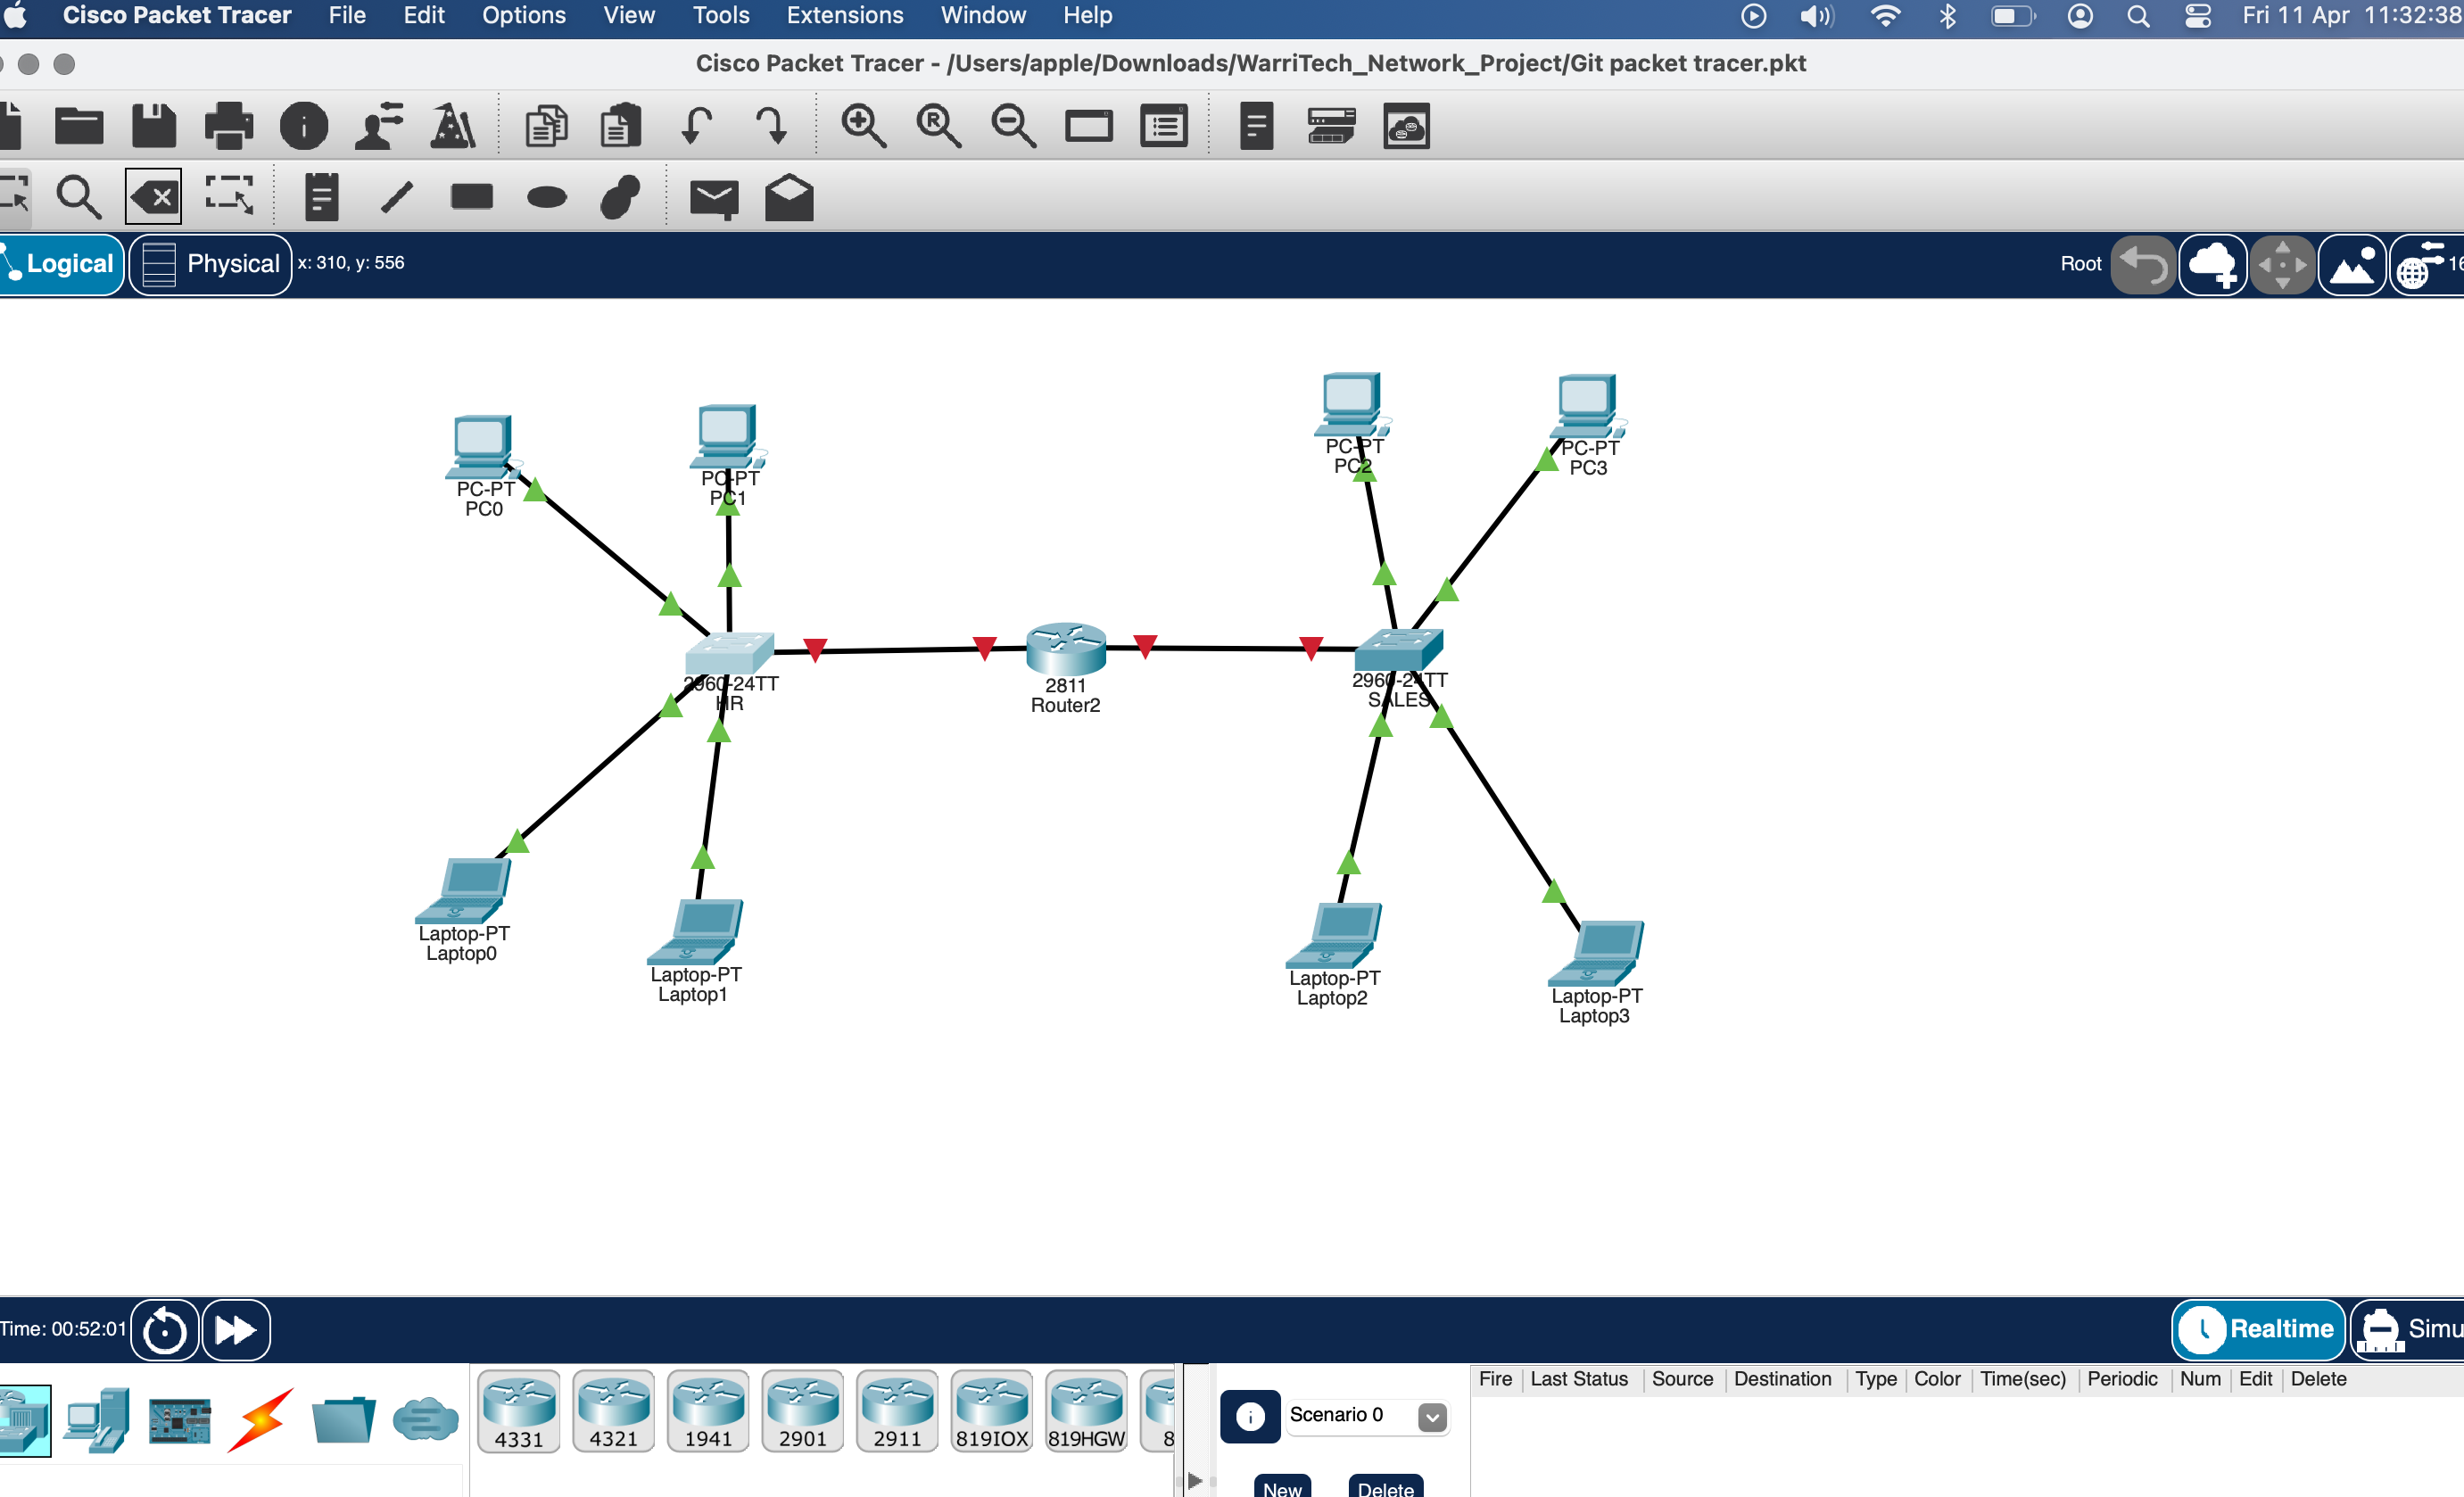 Cisco Packet Tracer File Edit Options View Tools Extensions Window Help Fri 11 Apr 11:32:38
Cisco Packet Tracer - /Users/apple/Downloads/WarriTech_Network_Project/Git packet tracer.pkt
Logical Physical x: 310, y: 556 Root 16
PC-PT
PC0
PC-PT
PC1
PC-PT
PC2
PC-PT
PC3
2960-24TT
HR
2811
Router2
2960-24TT
SALES
Laptop-PT
Laptop0
Laptop-PT
Laptop1
Laptop-PT
Laptop2
Laptop-PT
Laptop3
Time: 00:52:01 Realtime Simu
4331 4321 1941 2901 2911 819IOX 819HGW 8
Scenario 0
New Delete
Fire Last Status Source Destination Type Color Time(sec) Periodic Num Edit Delete